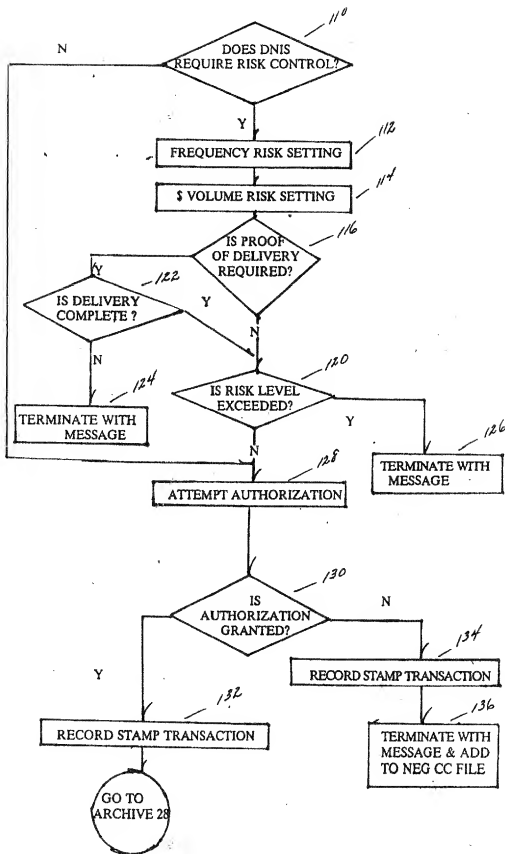 110
N
DOES DNIS
REQUIRE RISK CONTROL?
Y
112
FREQUENCY RISK SETTING
114
$ VOLUME RISK SETTING
116
IS PROOF
OF DELIVERY
REQUIRED?
Y
122
IS DELIVERY
COMPLETE ?
Y
N
N
120
IS RISK LEVEL
EXCEEDED?
124
TERMINATE WITH
MESSAGE
Y
N
126
TERMINATE WITH
MESSAGE
128
ATTEMPT AUTHORIZATION
130
IS
AUTHORIZATION
GRANTED?
N
134
RECORD STAMP TRANSACTION
Y
132
RECORD STAMP TRANSACTION
136
TERMINATE WITH
MESSAGE & ADD
TO NEG CC FILE
GO TO
ARCHIVE 28